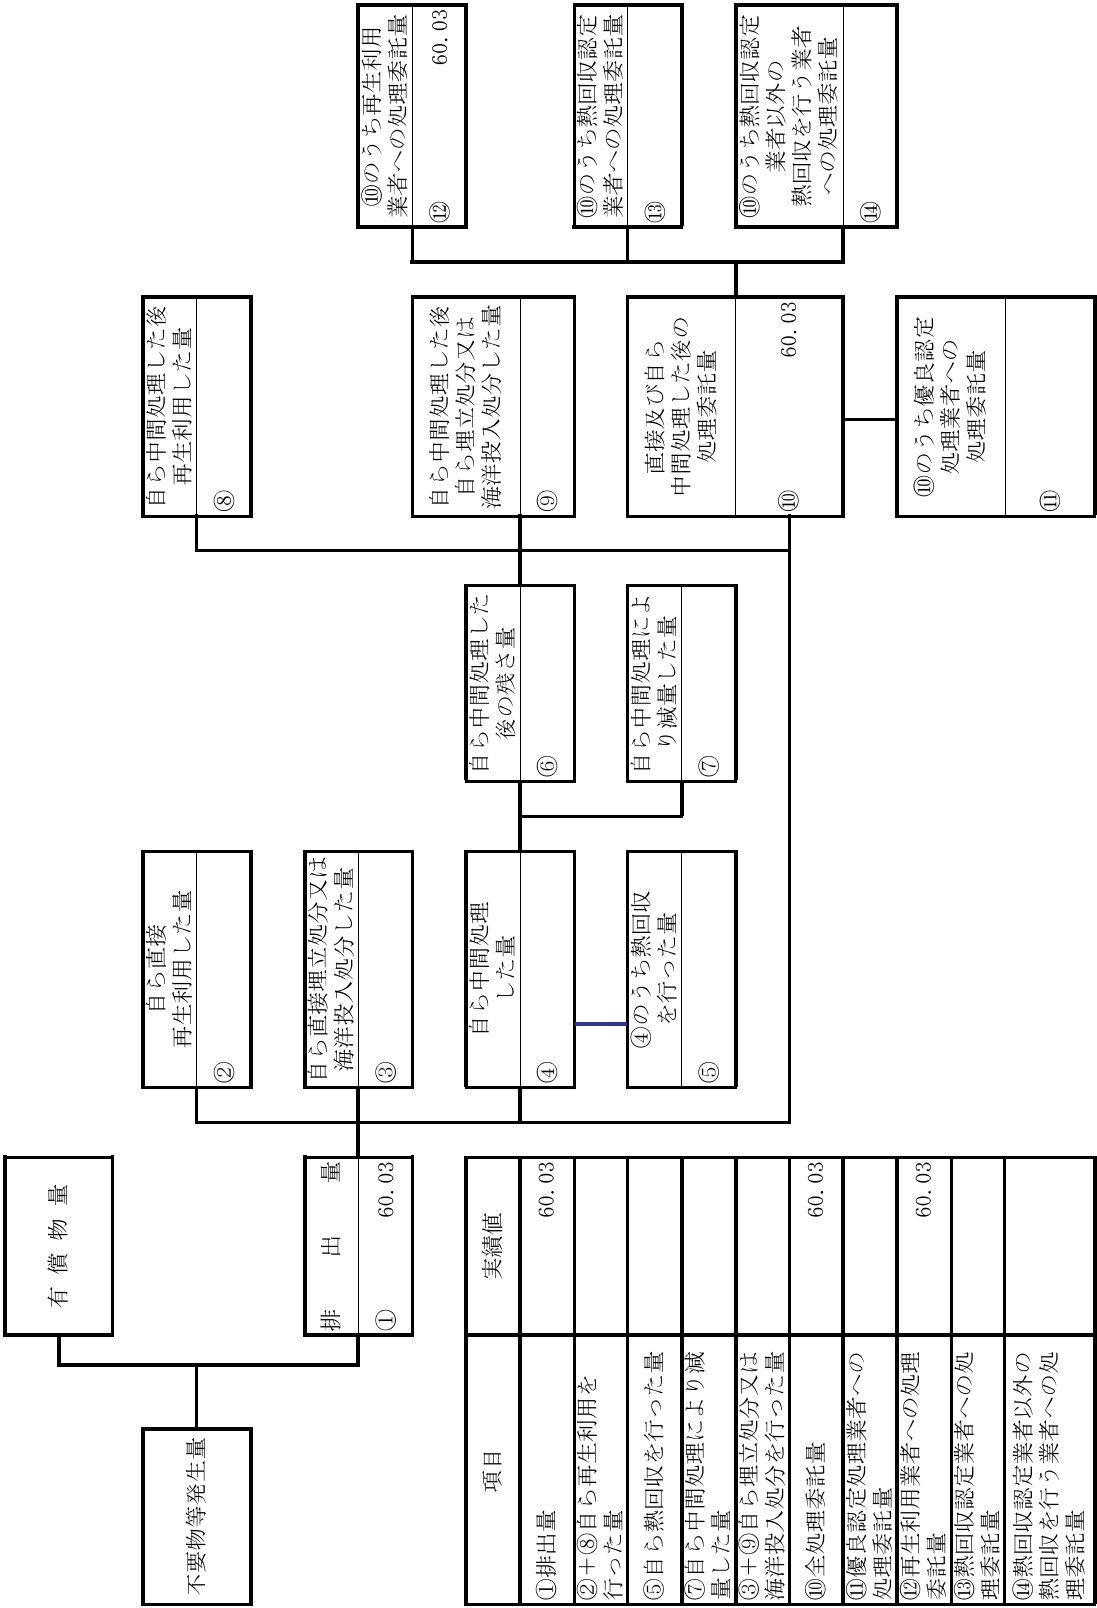 不要物等発生量
有償物量
排出量
① 60.03
自ら直接
再生利用した量
②
自ら直接埋立処分又は
海洋投入処分した量
③
自ら中間処理
した量
④
④のうち熱回収
を行った量
⑤
自ら中間処理した
後の残さ量
⑥
自ら中間処理によ
り減量した量
⑦
自ら中間処理した後
再生利用した量
⑧
自ら中間処理した後
自ら埋立処分又は
海洋投入処分した量
⑨
直接及び自ら
中間処理した後の
処理委託量
⑩ 60.03
⑩のうち優良認定
処理業者への
処理委託量
⑪
⑩のうち再生利用
業者への処理委託量
⑫ 60.03
⑩のうち熱回収認定
業者への処理委託量
⑬
⑩のうち熱回収認定
業者以外の
熱回収を行う業者
への処理委託量
⑭
項目 実績値
①排出量 60.03
②＋⑧自ら再生利用を
行った量
⑤自ら熱回収を行った量
⑦自ら中間処理により減
量した量
③＋⑨自ら埋立処分又は
海洋投入処分を行った量
⑩全処理委託量 60.03
⑪優良認定処理業者への
処理委託量
⑫再生利用業者への処理
委託量 60.03
⑬熱回収認定業者への処
理委託量
⑭熱回収認定業者以外の
熱回収を行う業者への処
理委託量